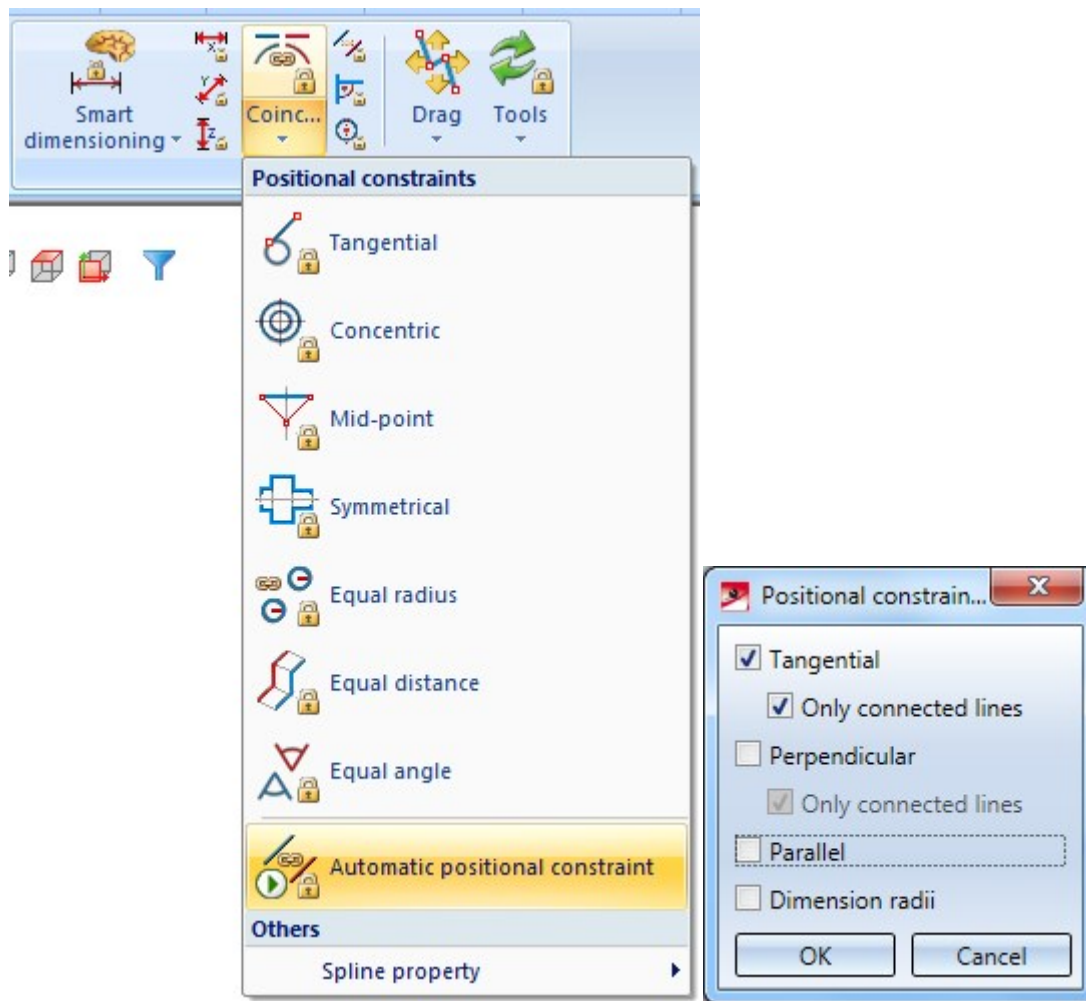 Smart
dimensioning
X
Y
Z
Coinc...
Drag
Tools
Positional constraints
Tangential
Concentric
Mid-point
Symmetrical
Equal radius
Equal distance
Equal angle
Automatic positional constraint
Others
Spline property
Positional constrain...
Tangential
Only connected lines
Perpendicular
Only connected lines
Parallel
Dimension radii
OK
Cancel